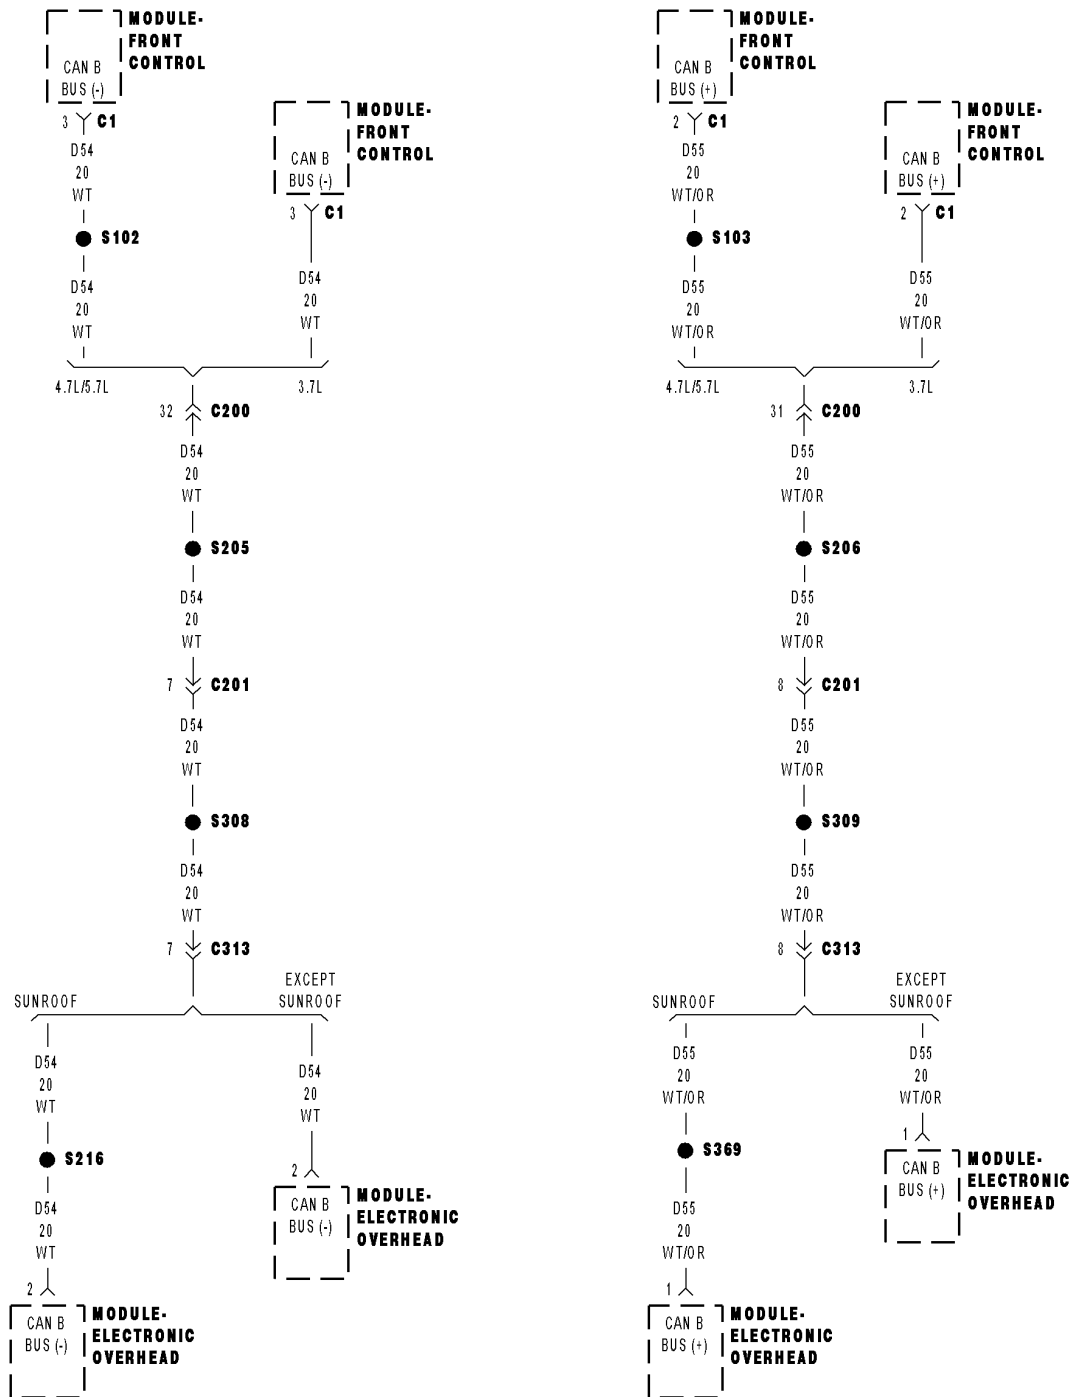 MODULE-
FRONT
CONTROL
CAN B
BUS (-)
3
C1
D54
20
WT
S102
D54
20
WT
MODULE-
FRONT
CONTROL
CAN B
BUS (-)
3
C1
D54
20
WT
4.7L/5.7L
3.7L
32
C200
D54
20
WT
S205
D54
20
WT
7
C201
D54
20
WT
S308
D54
20
WT
7
C313
SUNROOF
EXCEPT
SUNROOF
D54
20
WT
S216
D54
20
WT
2
CAN B
BUS (-)
MODULE-
ELECTRONIC
OVERHEAD
D54
20
WT
2
CAN B
BUS (-)
MODULE-
ELECTRONIC
OVERHEAD
MODULE-
FRONT
CONTROL
CAN B
BUS (+)
2
C1
D55
20
WT/OR
S103
D55
20
WT/OR
MODULE-
FRONT
CONTROL
CAN B
BUS (+)
2
C1
D55
20
WT/OR
4.7L/5.7L
3.7L
31
C200
D55
20
WT/OR
S206
D55
20
WT/OR
8
C201
D55
20
WT/OR
S309
D55
20
WT/OR
8
C313
SUNROOF
EXCEPT
SUNROOF
D55
20
WT/OR
S369
D55
20
WT/OR
1
CAN B
BUS (+)
MODULE-
ELECTRONIC
OVERHEAD
D55
20
WT/OR
1
CAN B
BUS (+)
MODULE-
ELECTRONIC
OVERHEAD